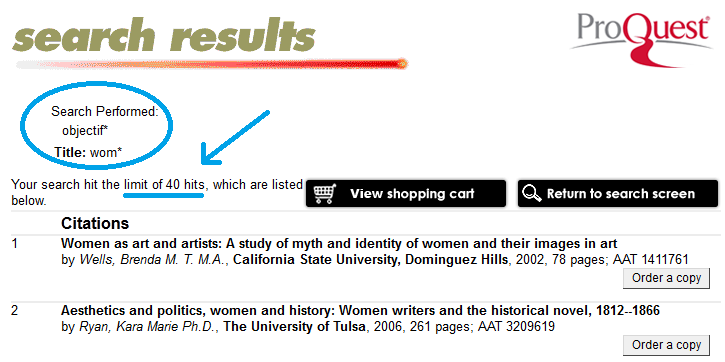 search results
ProQuest
Search Performed:
objectif*
Title: wom*
Your search hit the limit of 40 hits, which are listed
below.
View shopping cart
Return to search screen
Citations
1 Women as art and artists: A study of myth and identity of women and their images in art
by Wells, Brenda M. T. M.A., California State University, Dominguez Hills, 2002, 78 pages; AAT 1411761
Order a copy
2 Aesthetics and politics, women and history: Women writers and the historical novel, 1812--1866
by Ryan, Kara Marie Ph.D., The University of Tulsa, 2006, 261 pages; AAT 3209619
Order a copy